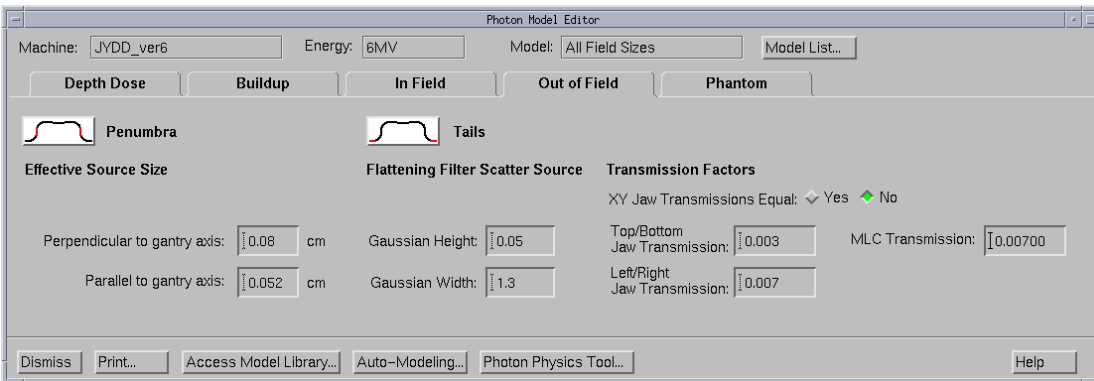 Photon Model Editor
Machine: JYDD_ver6 Energy: 6MV Model: All Field Sizes Model List...
Depth Dose Buildup In Field Out of Field Phantom
Penumbra Tails
Effective Source Size Flattening Filter Scatter Source Transmission Factors
XY Jaw Transmissions Equal: Yes No
Perpendicular to gantry axis: 0.08 cm Gaussian Height: 0.05 Top/Bottom Jaw Transmission: 0.003 MLC Transmission: 0.00700
Parallel to gantry axis: 0.052 cm Gaussian Width: 1.3 Left/Right Jaw Transmission: 0.007
Dismiss Print... Access Model Library... Auto-Modeling... Photon Physics Tool... Help